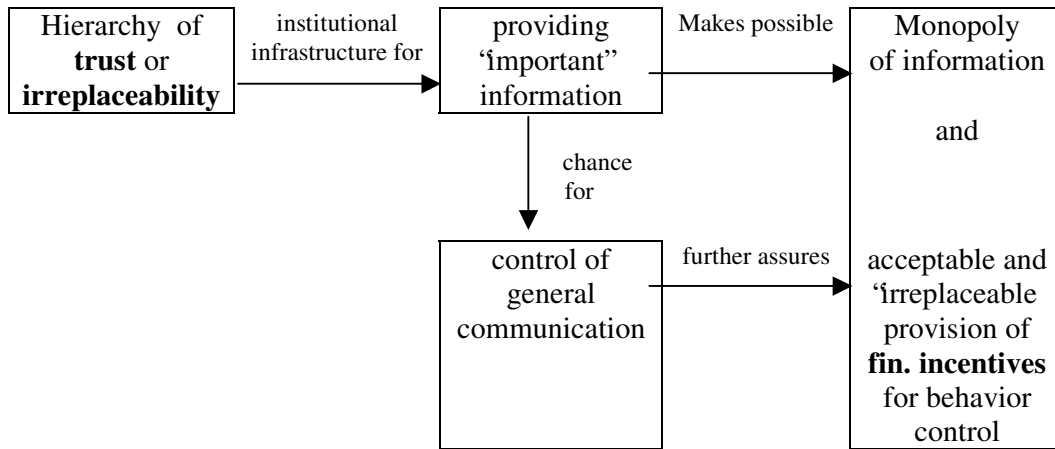 Hierarchy of
trust or
irreplaceability
institutional
infrastructure for
providing
“important”
information
Makes possible
Monopoly
of information
and
chance
for
control of
general
communication
further assures
acceptable and
“irreplaceable
provision of
fin. incentives
for behavior
control